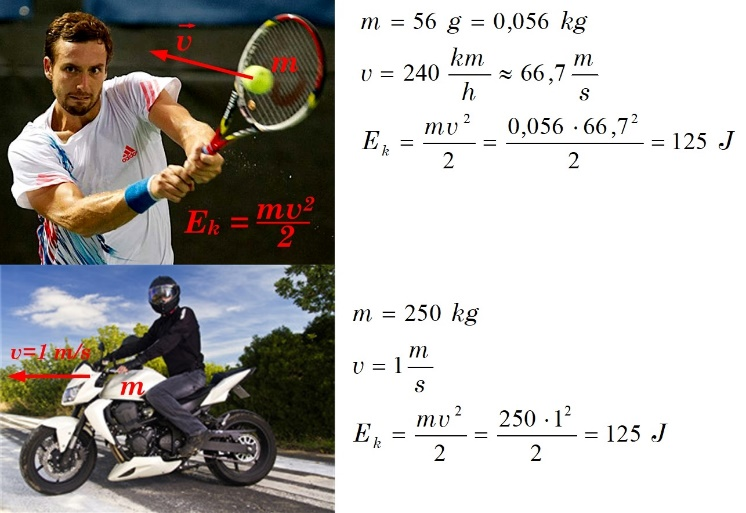 v
m
adidas
Eₖ = mv²/2
m = 56 g = 0,056 kg
v = 240 km/h ≈ 66,7 m/s
Eₖ = mv²/2 = 0,056 · 66,7²/2 = 125 J
v=1 m/s
m
m = 250 kg
v = 1 m/s
Eₖ = mv²/2 = 250 · 1²/2 = 125 J